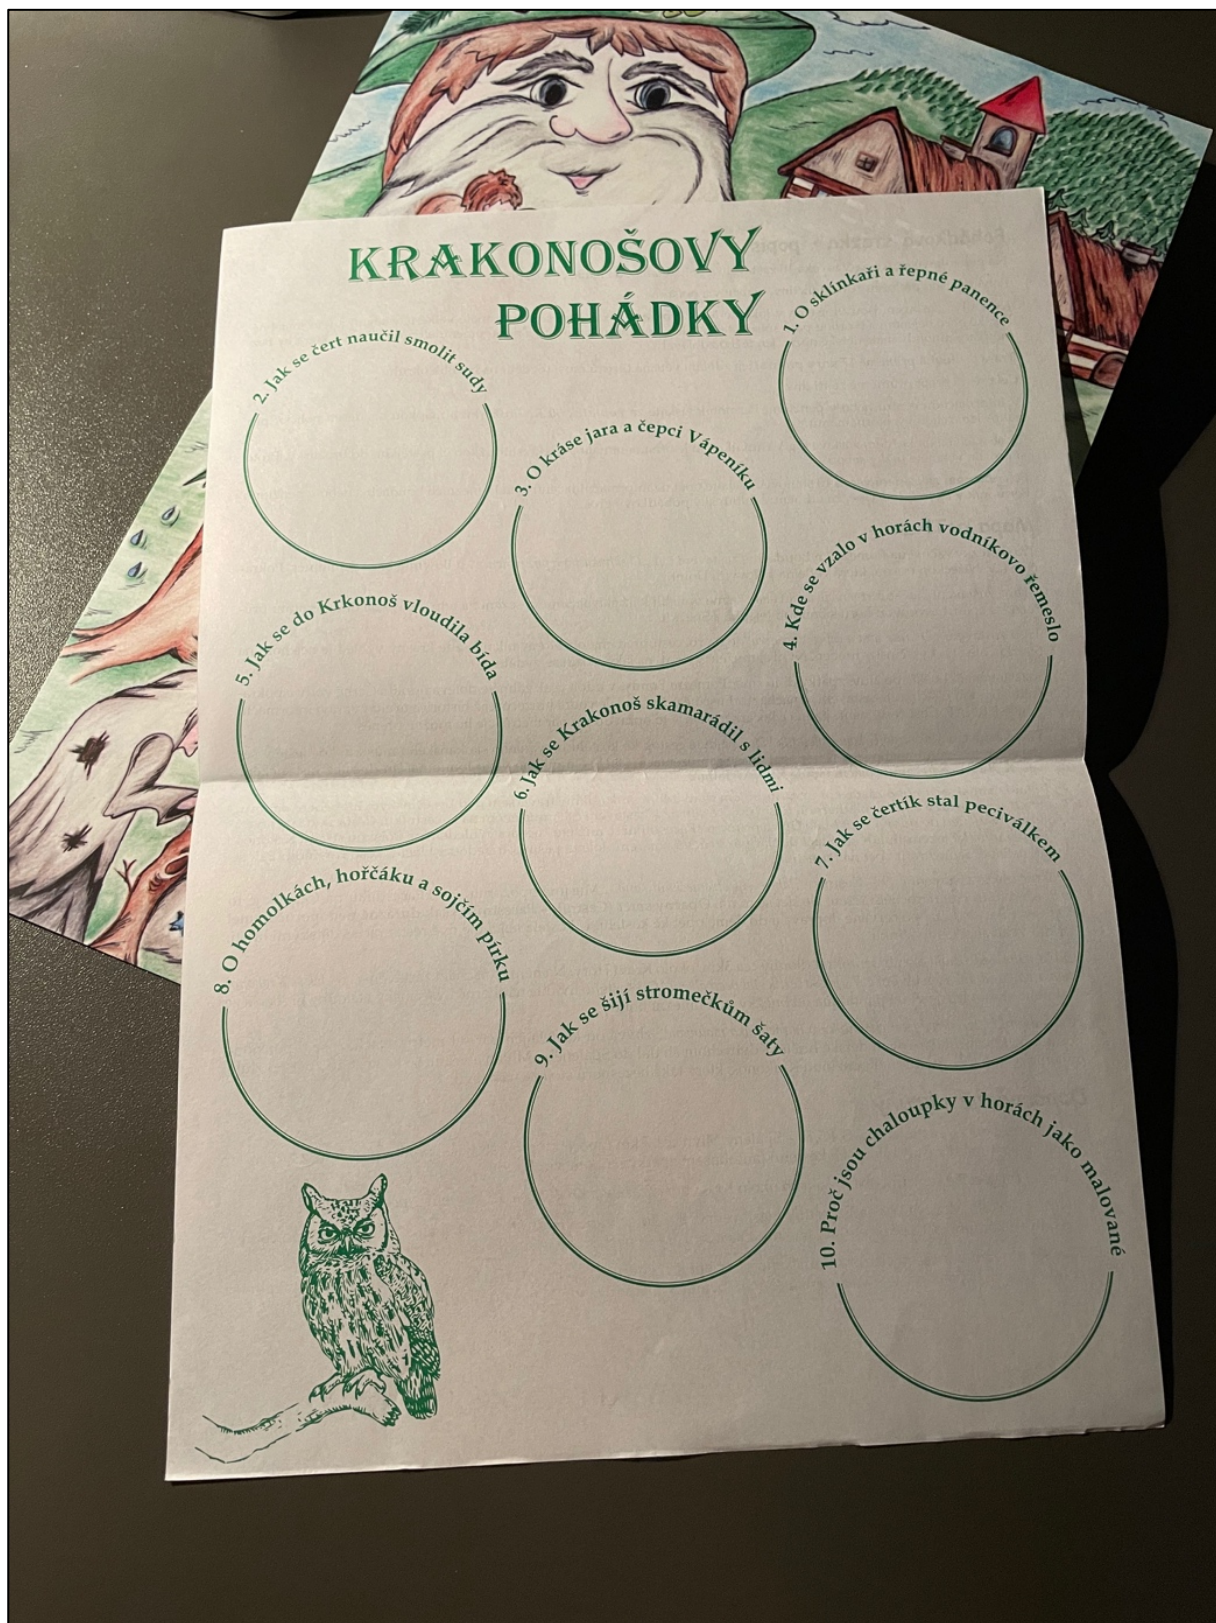 KRAKONOŠOVY
POHÁDKY
1. O sklínkaři a řepné panence
2. Jak se čert naučil smolit sudy
3. O kráse jara a čepci Vápeníku
4. Kde se vzalo v horách vodníkovo řemeslo
5. Jak se do Krkonoš vloudila bída
6. Jak se Krakonoš skamarádil s lidmi
7. Jak se čertík stal peciválkem
8. O homolkách, hořčáku a sojčím pírku
9. Jak se šijí stromečkům šaty
10. Proč jsou chaloupky v horách jako malované